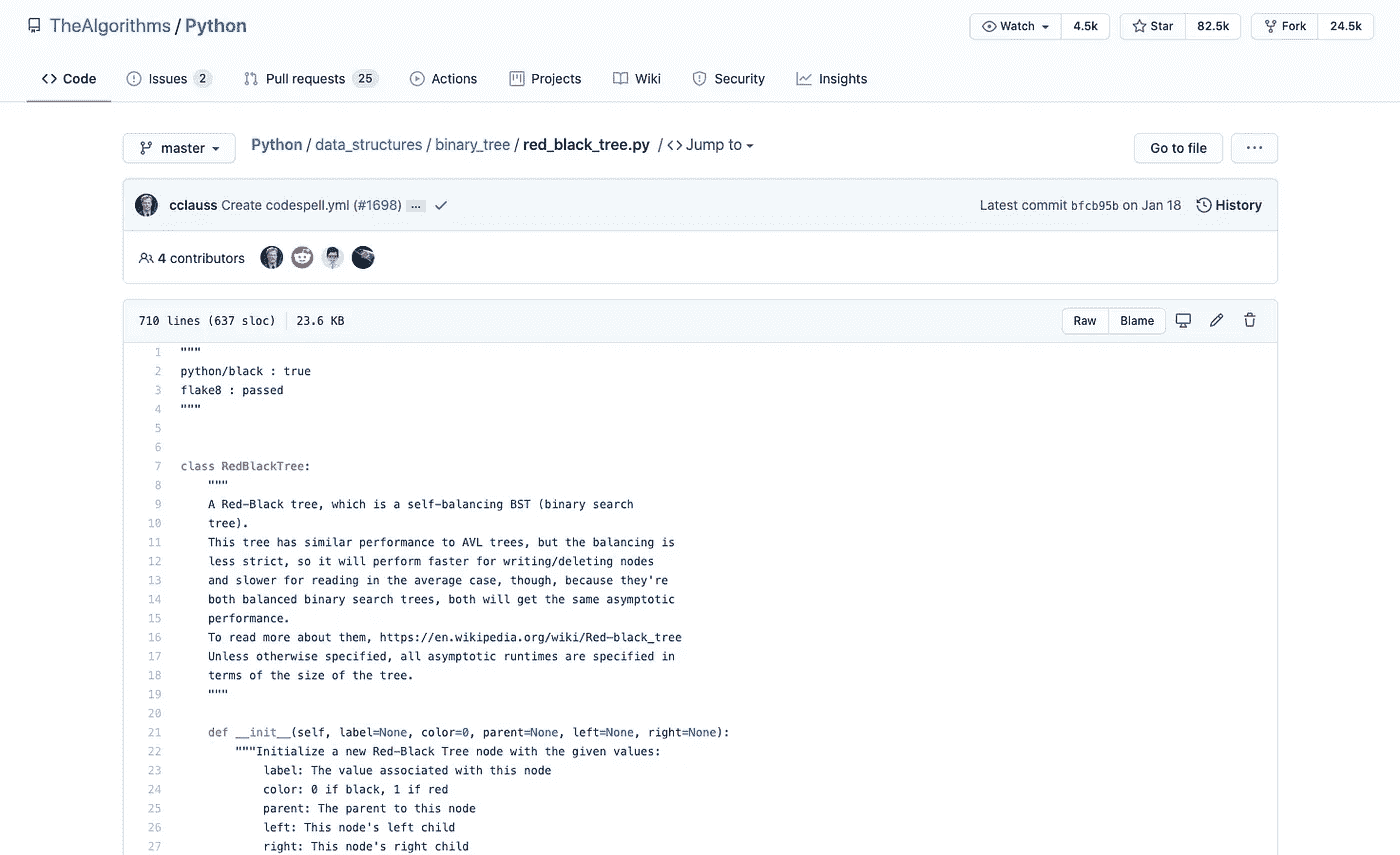 TheAlgorithms / Python
Watch 4.5k Star 82.5k Fork 24.5k
Code Issues 2 Pull requests 25 Actions Projects Wiki Security Insights
master Python / data_structures / binary_tree / red_black_tree.py / <> Jump to Go to file ...
cclauss Create codespell.yml (#1698) ... Latest commit bfcb95b on Jan 18 History
4 contributors
710 lines (637 sloc) 23.6 KB Raw Blame
1 """
2 python/black : true
3 flake8 : passed
4 """
5
6
7 class RedBlackTree:
8 """
9 A Red-Black tree, which is a self-balancing BST (binary search
10 tree).
11 This tree has similar performance to AVL trees, but the balancing is
12 less strict, so it will perform faster for writing/deleting nodes
13 and slower for reading in the average case, though, because they're
14 both balanced binary search trees, both will get the same asymptotic
15 performance.
16 To read more about them, https://en.wikipedia.org/wiki/Red-black_tree
17 Unless otherwise specified, all asymptotic runtimes are specified in
18 terms of the size of the tree.
19 """
20
21 def __init__(self, label=None, color=0, parent=None, left=None, right=None):
22 """Initialize a new Red-Black Tree node with the given values:
23 label: The value associated with this node
24 color: 0 if black, 1 if red
25 parent: The parent to this node
26 left: This node's left child
27 right: This node's right child